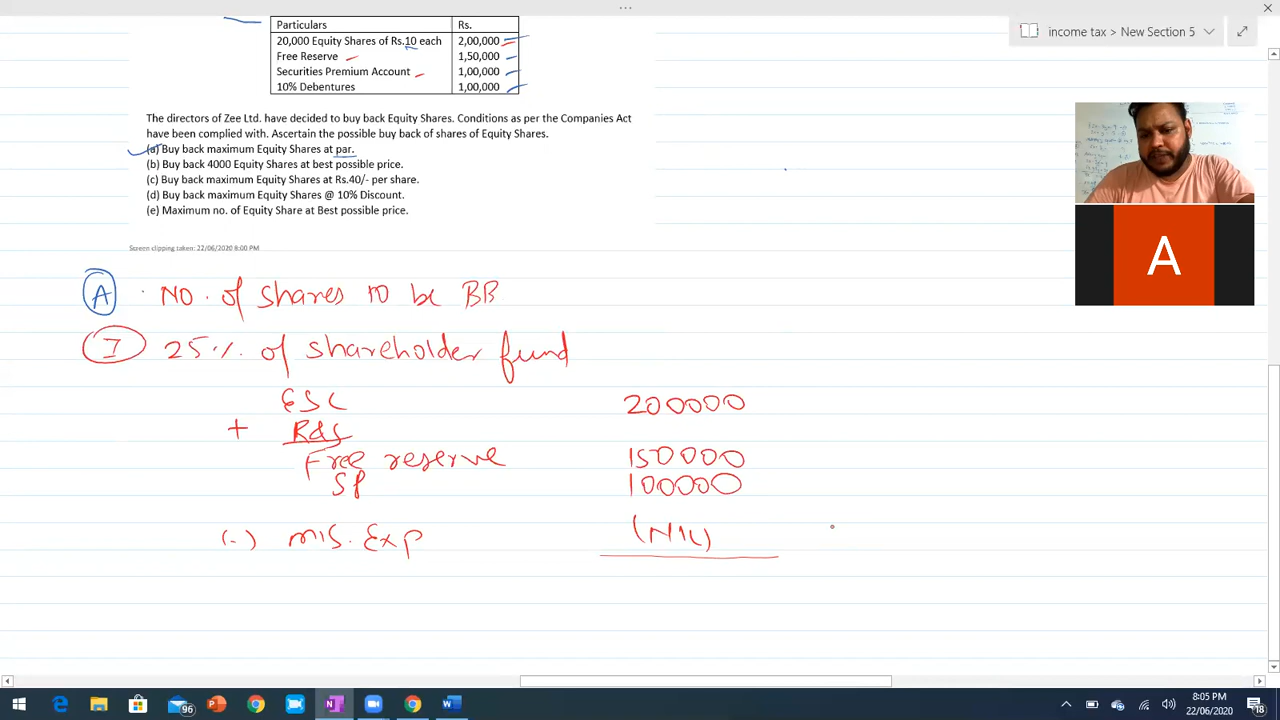 income tax > New Section 5
Particulars Rs.
20,000 Equity Shares of Rs.10 each 2,00,000
Free Reserve 1,50,000
Securities Premium Account 1,00,000
10% Debentures 1,00,000
The directors of Zee Ltd. have decided to buy back Equity Shares. Conditions as per the Companies Act
have been complied with. Ascertain the possible buy back of shares of Equity Shares.
(a) Buy back maximum Equity Shares at par.
(b) Buy back 4000 Equity Shares at best possible price.
(c) Buy back maximum Equity Shares at Rs.40/- per share.
(d) Buy back maximum Equity Shares @ 10% Discount.
(e) Maximum no. of Equity Share at Best possible price.
Screen clipping taken: 22/06/2020 8:00 PM
A NO. of shares to be BB
I 25% of shareholder fund
ESC 200000
+ R&S
Free reserve 150000
SP 100000
(-) mis. Exp (NIL)
A
96
8:05 PM
22/06/2020
18